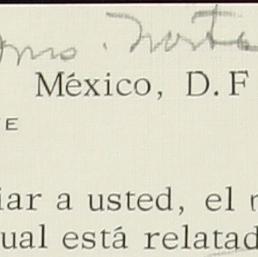 México, D.F
E
iar a usted, el
ual está relatad